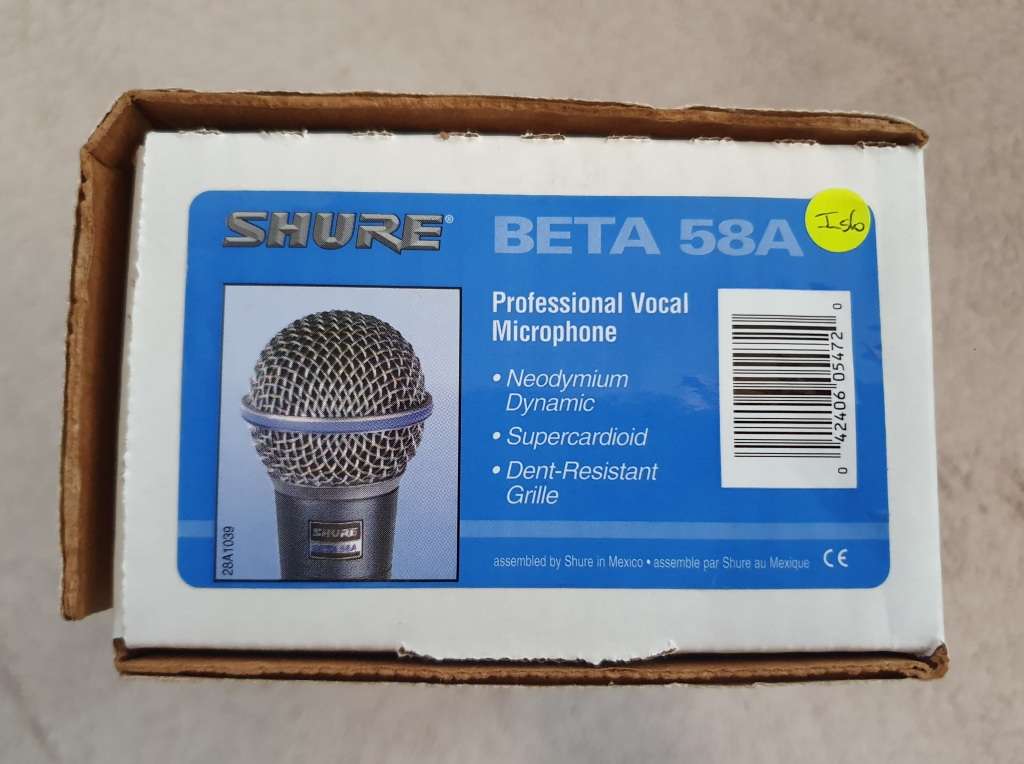 SHURE®
BETA 58A
Professional Vocal
Microphone
• Neodymium
Dynamic
• Supercardioid
• Dent-Resistant
Grille
0 42406 05472 0
SHURE
BETA 58A
28A1039
assembled by Shure in Mexico • assemble par Shure au Mexique CE